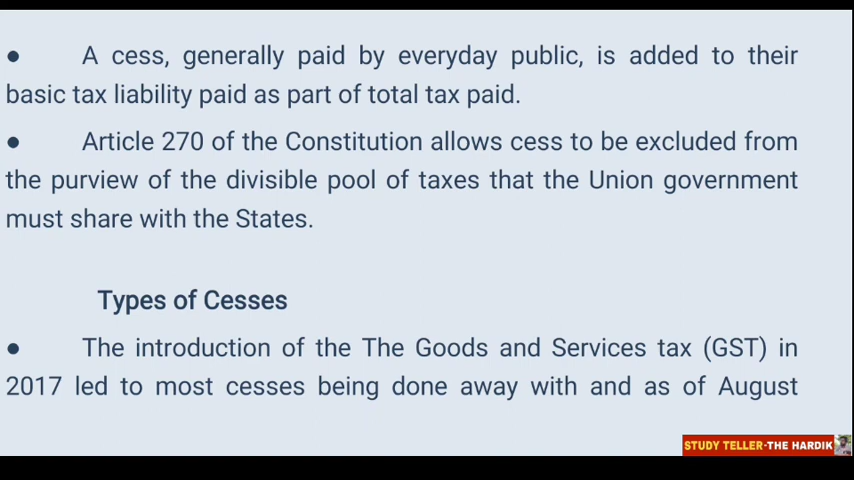 ● A cess, generally paid by everyday public, is added to their
basic tax liability paid as part of total tax paid.
● Article 270 of the Constitution allows cess to be excluded from
the purview of the divisible pool of taxes that the Union government
must share with the States.
Types of Cesses
● The introduction of the The Goods and Services tax (GST) in
2017 led to most cesses being done away with and as of August
STUDY TELLER-THE HARDIK